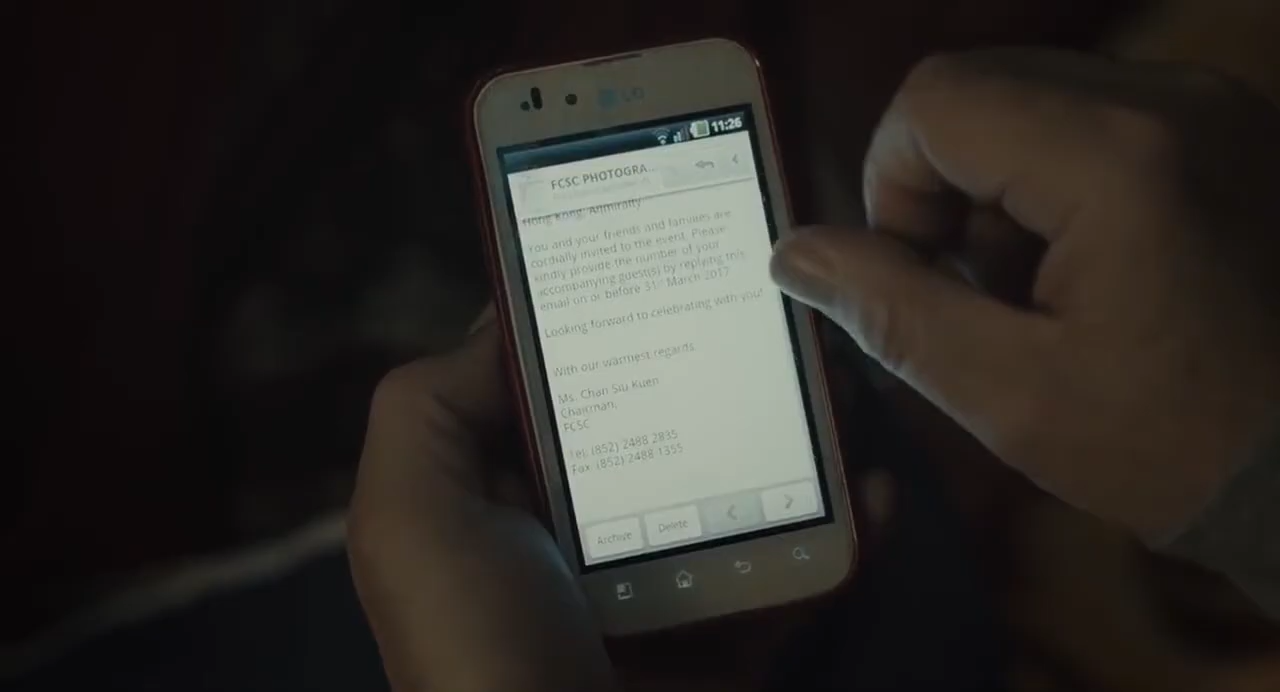 LG
11:26
FCSC PHOTOGRA...
Hong Kong, Admiralty
You and your friends and families are
cordially invited to the event. Please
kindly provide the number of your
accompanying guest(s) by replying this
email on or before 31st March 2017
Looking forward to celebrating with you!
With our warmest regards
Ms. Chan Siu Kuen
Chairman,
FCSC
Tel: (852) 2488 2835
Fax: (852) 2488 1355
Archive
Delete